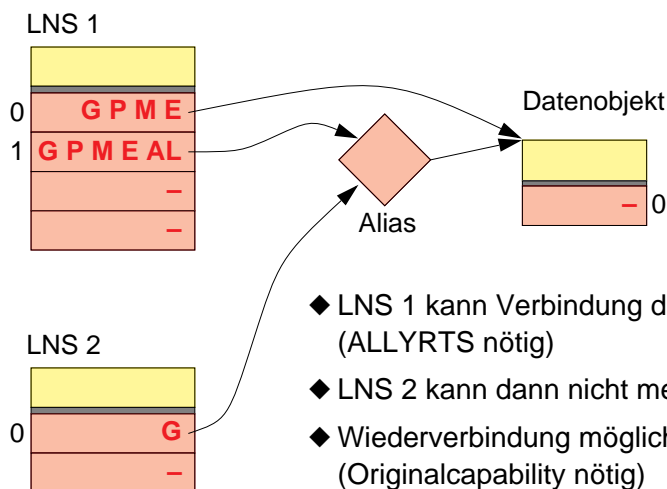 LNS 1
0 G P M E
1 G P M E AL
–
–
Datenobjekt
– 0
Alias
◆ LNS 1 kann Verbindung
(ALLYRTS nötig)
LNS 2
◆ LNS 2 kann dann nicht
0 G
◆ Wiederverbindung möglich
–
(Originalcapability nötig)